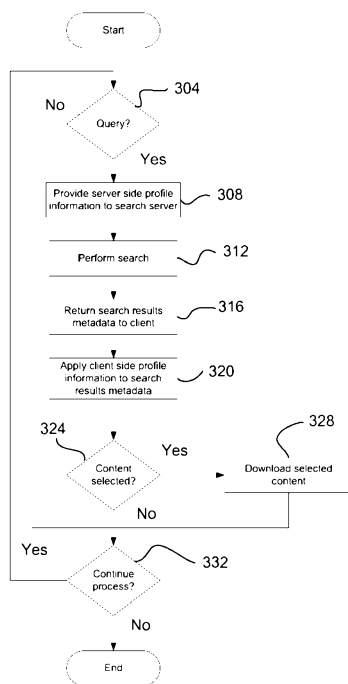 Start
No
304
Query?
Yes
Provide server side profile
information to search server
308
Perform search
312
Return search results
metadata to client
316
Apply client side profile
information to search
results metadata
320
324
Yes
328
Content
selected?
Download selected
content
No
Yes
332
Continue
process?
No
End